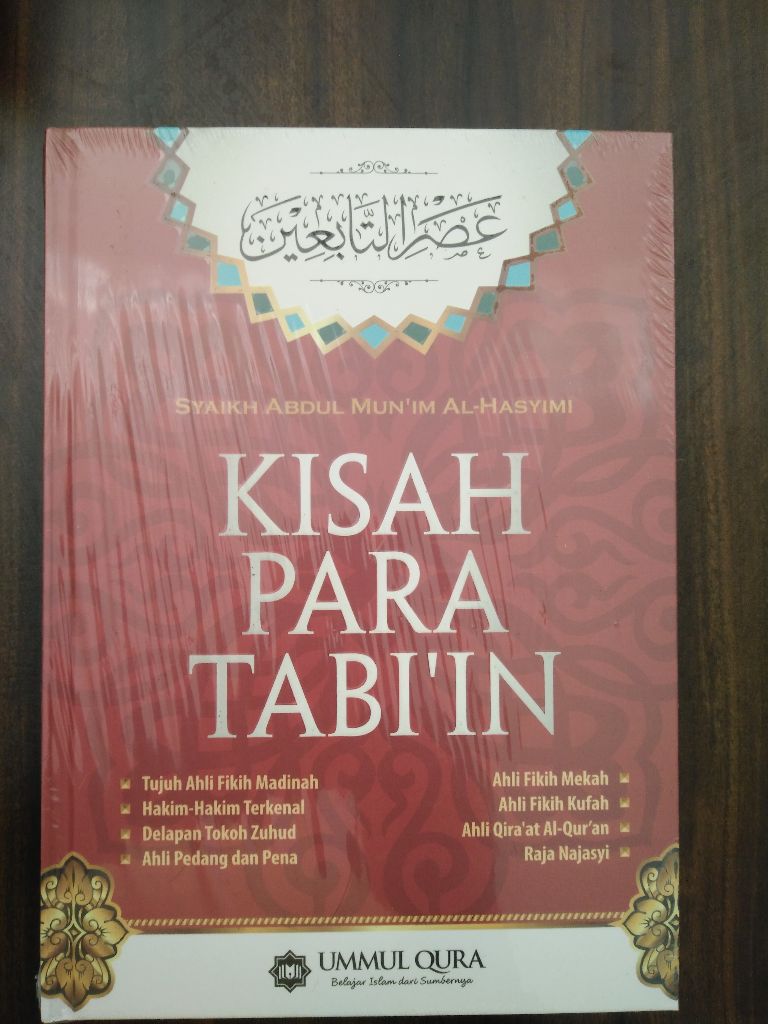 عَصْرُ التَّابِعِيْنَ
SYAIKH ABDUL MUN'IM AL-HASYIMI
KISAH
PARA
TABI'IN
Tujuh Ahli Fikih Madinah
Hakim-Hakim Terkenal
Delapan Tokoh Zuhud
Ahli Pedang dan Pena
Ahli Fikih Mekah
Ahli Fikih Kufah
Ahli Qira'at Al-Qur'an
Raja Najasyi
UMMUL QURA
Belajar Islam dari Sumbernya